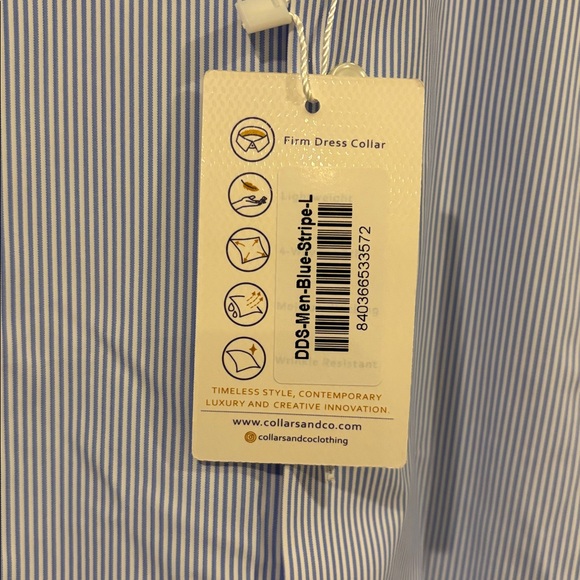 Firm Dress Collar
DDS-Men-Blue-Stripe-L
840366533572
Resistant
TIMELESS STYLE, CONTEMPORARY
LUXURY AND CREATIVE INNOVATION.
www.collarsandco.com
collarsandcoclothing